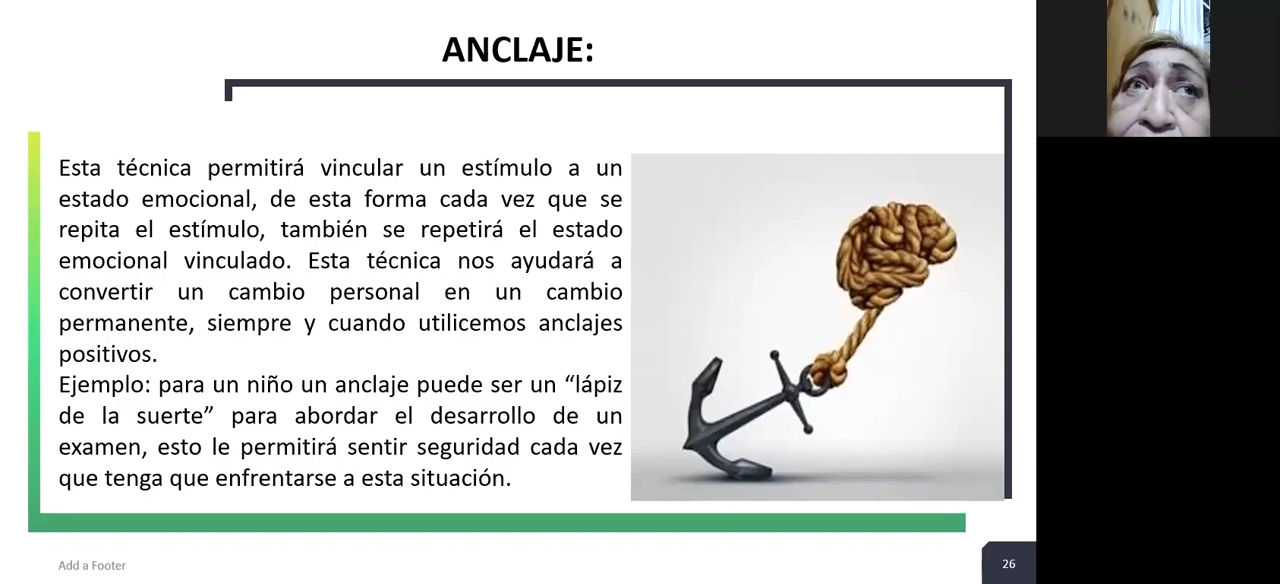 ANCLAJE:
Esta técnica permitirá vincular un estímulo a un
estado emocional, de esta forma cada vez que se
repita el estímulo, también se repetirá el estado
emocional vinculado. Esta técnica nos ayudará a
convertir un cambio personal en un cambio
permanente, siempre y cuando utilicemos anclajes
positivos.
Ejemplo: para un niño un anclaje puede ser un “lápiz
de la suerte” para abordar el desarrollo de un
examen, esto le permitirá sentir seguridad cada vez
que tenga que enfrentarse a esta situación.
Add a Footer
26